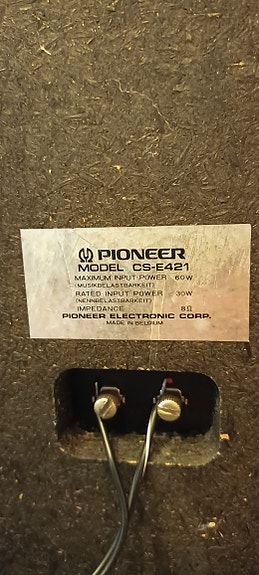 PIONEER
MODEL CS-E421
MAXIMUM INPUT POWER 60W
(MUSIKBELASTBARKEIT)
RATED INPUT POWER 30W
(NENNBELASTBARKEIT)
IMPEDANCE 8Ω
PIONEER ELECTRONIC CORP.
MADE IN BELGIUM